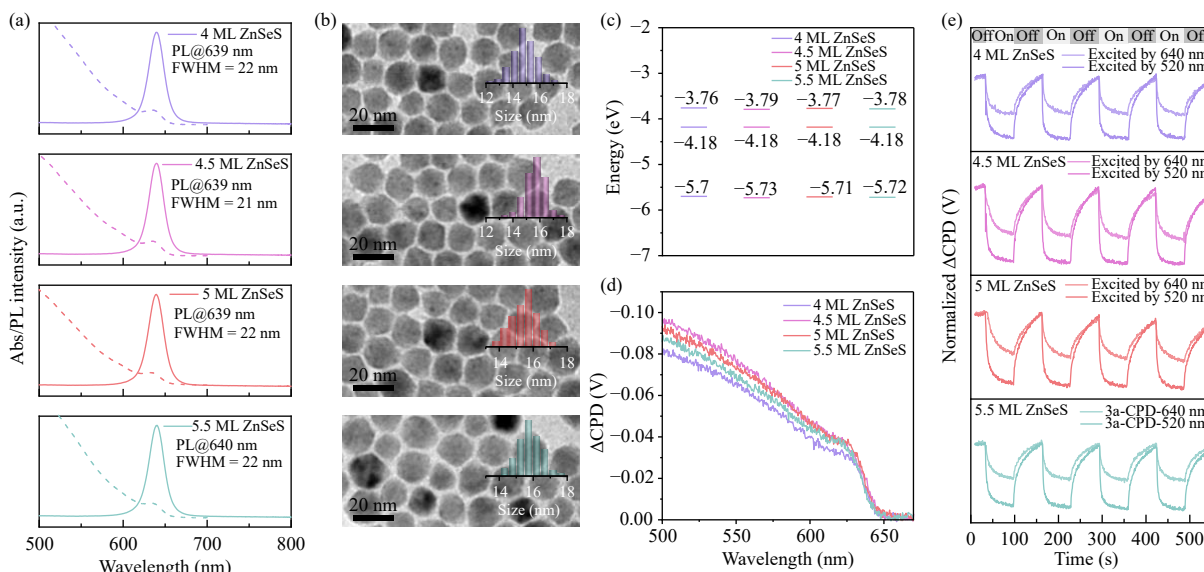 (a)
4 ML ZnSeS
PL@639 nm
FWHM = 22 nm
4.5 ML ZnSeS
PL@639 nm
FWHM = 21 nm
5 ML ZnSeS
PL@639 nm
FWHM = 22 nm
5.5 ML ZnSeS
PL@640 nm
FWHM = 22 nm
Abs/PL intensity (a.u.)
500 600 700 800
Wavelength (nm)
(b)
12 14 16 18
Size (nm)
20 nm
14 16 18
Size (nm)
20 nm
14 16 18
Size (nm)
20 nm
14 16 18
Size (nm)
20 nm
(c)
−2
−3
−4
−5
−6
−7
Energy (eV)
4 ML ZnSeS
4.5 ML ZnSeS
5 ML ZnSeS
5.5 ML ZnSeS
−3.76 −3.79 −3.77 −3.78
−4.18 −4.18 −4.18 −4.18
−5.7 −5.73 −5.71 −5.72
(d)
−0.10
−0.08
−0.06
−0.04
−0.02
0.00
ΔCPD (V)
4 ML ZnSeS
4.5 ML ZnSeS
5 ML ZnSeS
5.5 ML ZnSeS
500 550 600 650
Wavelength (nm)
(e)
Off On Off On Off On Off On Off
4 ML ZnSeS
Excited by 640 nm
Excited by 520 nm
4.5 ML ZnSeS
Excited by 640 nm
Excited by 520 nm
5 ML ZnSeS
Excited by 640 nm
Excited by 520 nm
5.5 ML ZnSeS
3a-CPD-640 nm
3a-CPD-520 nm
Normalized ΔCPD (V)
0 100 200 300 400 500
Time (s)